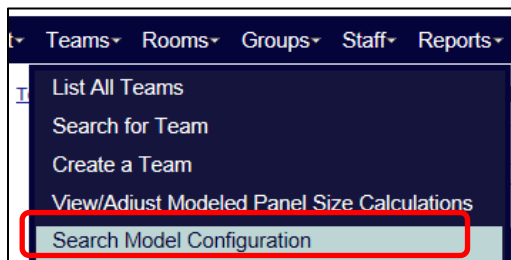 Teams Rooms Groups Staff Reports
List All Teams
Search for Team
Create a Team
View/Adjust Modeled Panel Size Calculations
Search Model Configuration